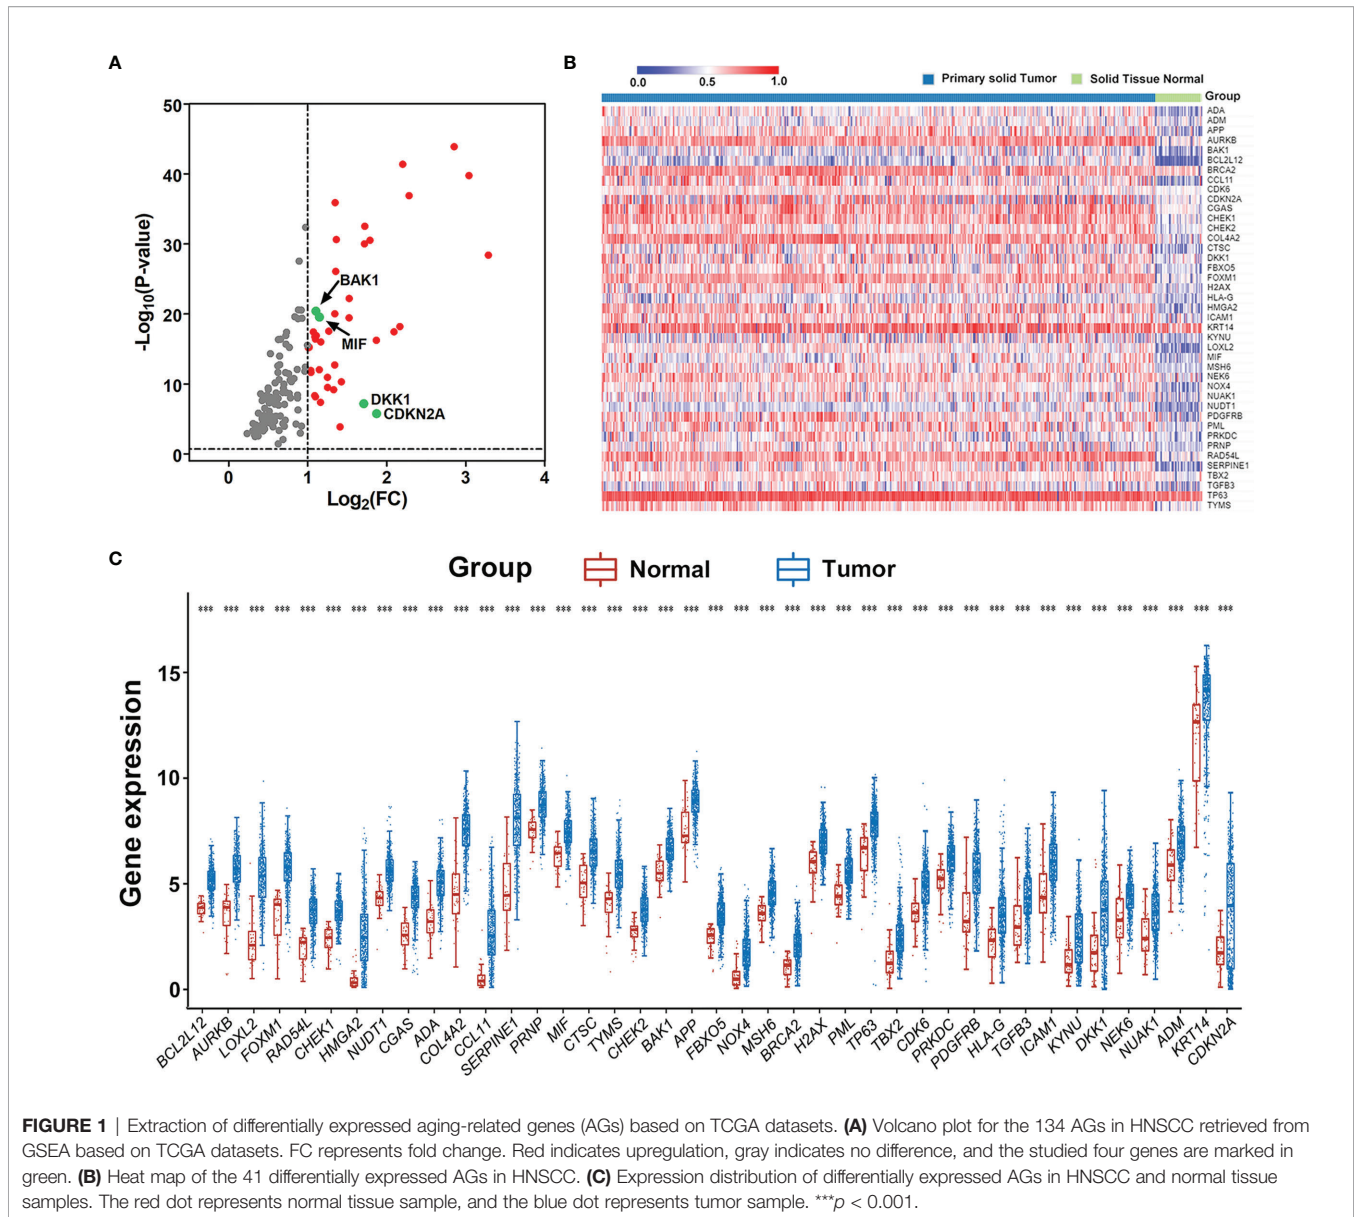 A
50
40
30
20
10
0
-Log10(P-value)
BAK1
MIF
DKK1
CDKN2A
0 1 2 3 4
Log2(FC)
B
0.0 0.5 1.0
Primary solid Tumor Solid Tissue Normal
Group
ADA
ADM
APP
AURKB
BAK1
BCL2L12
BRCA2
CCL11
CDK6
CDKN2A
CGAS
CHEK1
CHEK2
COL4A2
CTSC
DKK1
FBXO5
FOXM1
H2AX
HLA-G
HMGA2
ICAM1
KRT14
KYNU
LOXL2
MIF
MSH6
NEK6
NOX4
NUAK1
NUDT1
PDGFRB
PML
PRKDC
PRNP
RAD54L
SERPINE1
TBX2
TGFB3
TP63
TYMS
C
Group Normal Tumor
*** *** *** *** *** *** *** *** *** *** *** *** *** *** *** *** *** *** *** *** *** *** *** *** *** *** *** *** *** *** *** *** *** *** *** *** *** *** *** *** ***
Gene expression
15
10
5
0
BCL2L12 AURKB LOXL2 FOXM1 RAD54L CHEK1 HMGA2 NUDT1 CGAS ADA COL4A2 CCL11 SERPINE1 PRNP MIF CTSC TYMS CHEK2 BAK1 APP FBXO5 NOX4 MSH6 BRCA2 H2AX PML TP63 TBX2 CDK6 PRKDC PDGFRB HLA-G TGFB3 ICAM1 KYNU DKK1 NEK6 NUAK1 ADM KRT14 CDKN2A
FIGURE 1 | Extraction of differentially expressed aging-related genes (AGs) based on TCGA datasets. (A) Volcano plot for the 134 AGs in HNSCC retrieved from
GSEA based on TCGA datasets. FC represents fold change. Red indicates upregulation, gray indicates no difference, and the studied four genes are marked in
green. (B) Heat map of the 41 differentially expressed AGs in HNSCC. (C) Expression distribution of differentially expressed AGs in HNSCC and normal tissue
samples. The red dot represents normal tissue sample, and the blue dot represents tumor sample. ***p < 0.001.